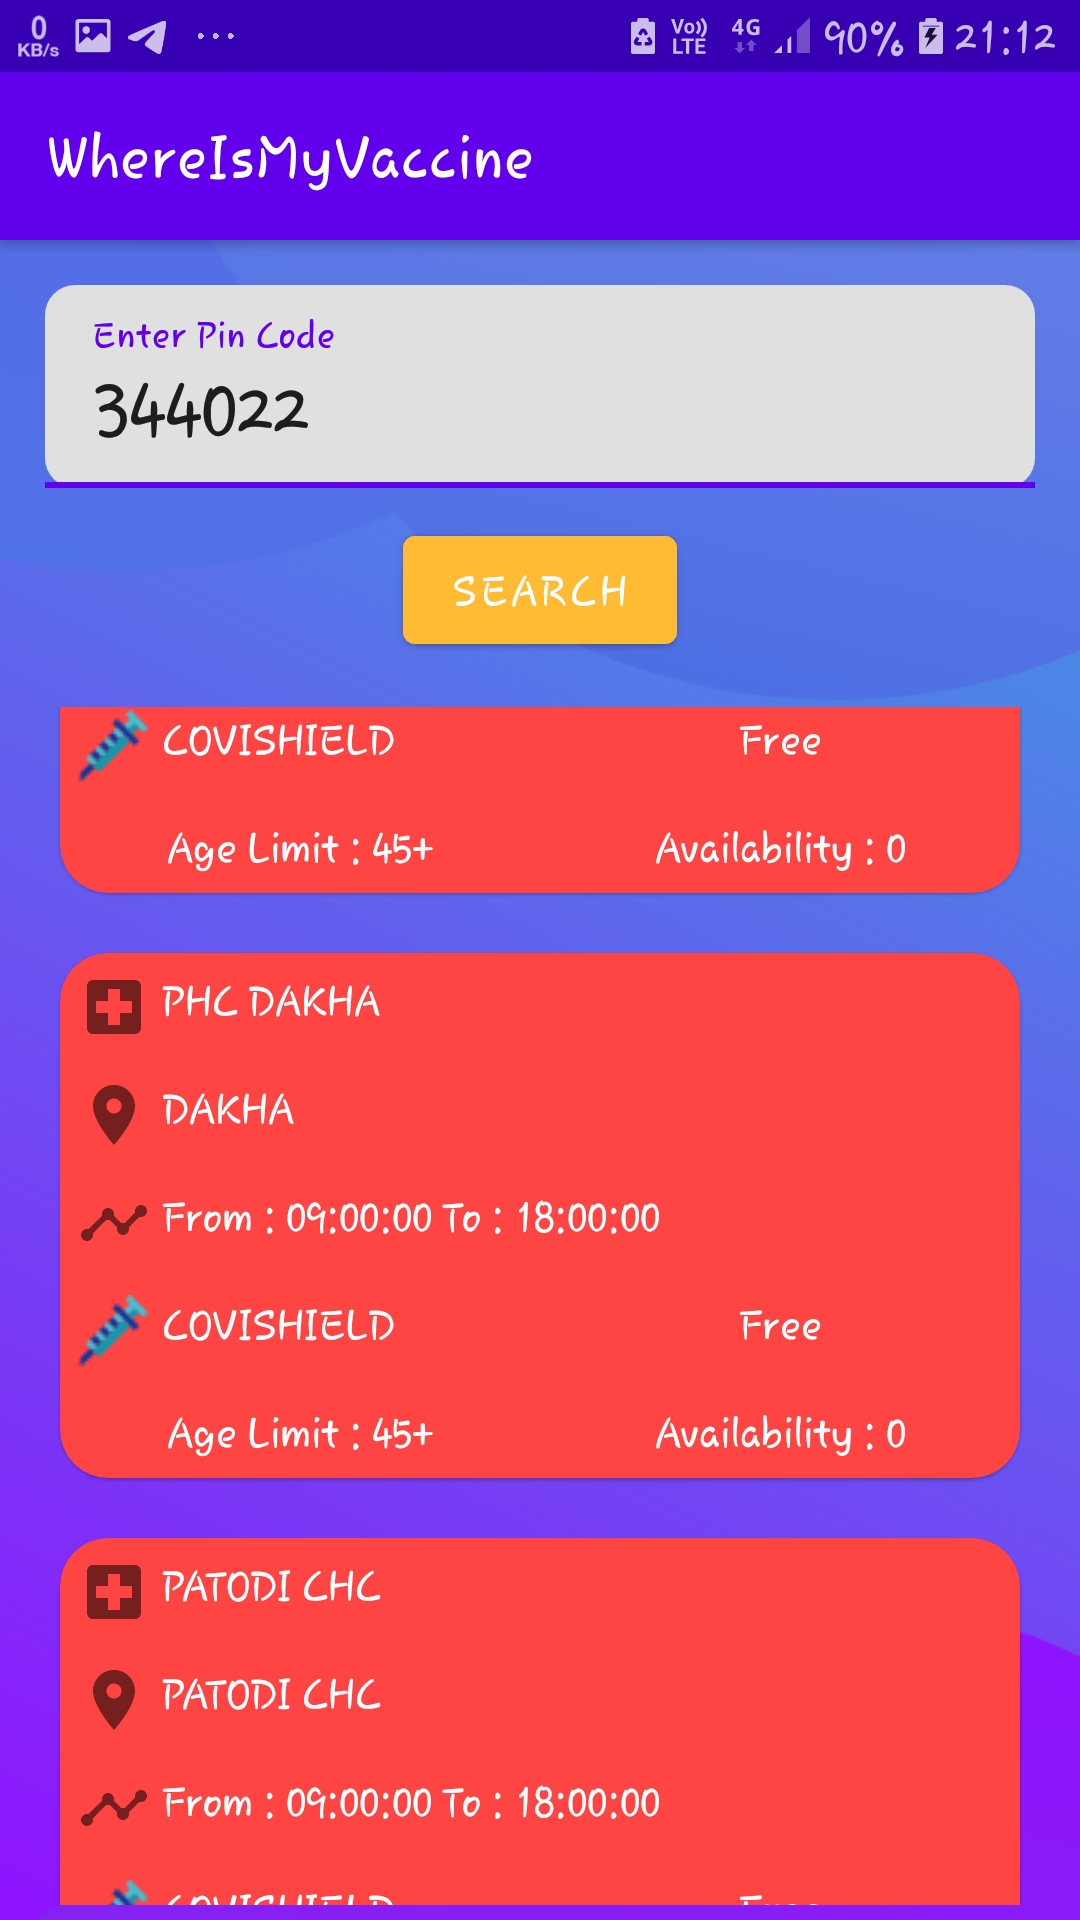 0 KB/s ... Vo)) LTE 4G 90% 21:12
WhereIsMyVaccine
Enter Pin Code
344022
SEARCH
COVISHIELD Free
Age Limit : 45+ Availability : 0
PHC DAKHA
DAKHA
From : 09:00:00 To : 18:00:00
COVISHIELD Free
Age Limit : 45+ Availability : 0
PATODI CHC
PATODI CHC
From : 09:00:00 To : 18:00:00
COVISHIELD Free